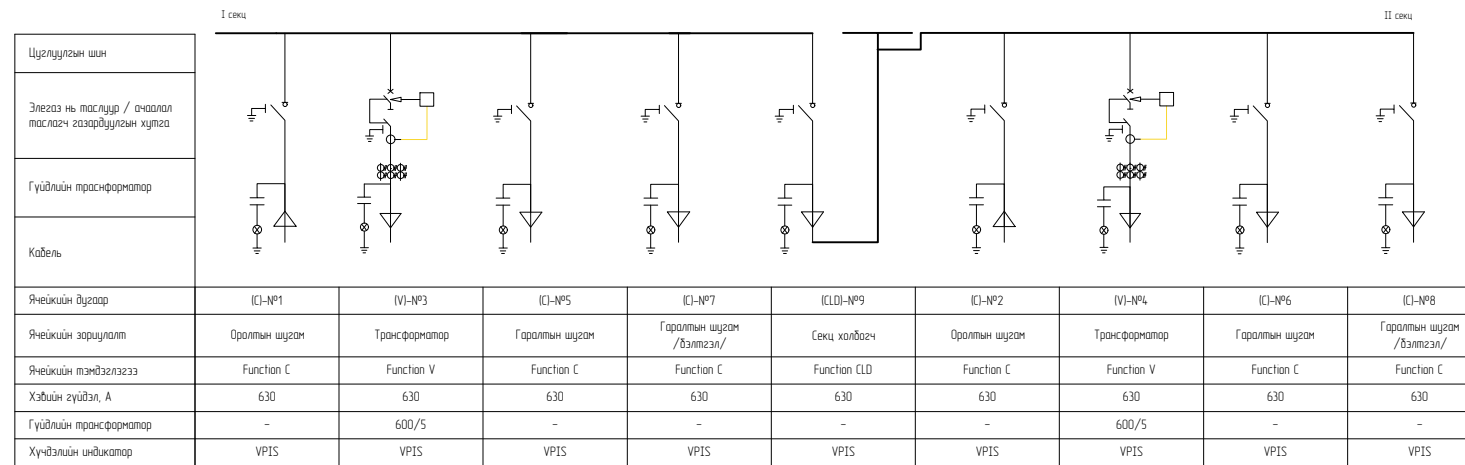 I секц
II секц
Цуглуулгын шин
Элегаз нь таслуур / ачаалал
таслагч газардуулгын хутга
Гүйдлийн траснформатор
Кабель
Ячейкийн дугаар
(C)-№1
(V)-№3
(C)-№5
(C)-№7
(CLD)-№9
(C)-№2
(V)-№4
(C)-№6
(C)-№8
Ячейкийн зориулалт
Оролтын шугам
Трансформатор
Гаралтын шугам
Гаралтын шугам
/бэлтгэл/
Секц холбогч
Оролтын шугам
Трансформатор
Гаралтын шугам
Гаралтын шугам
/бэлтгэл/
Ячейкийн тэмдэглэгээ
Function C
Function V
Function C
Function C
Function CLD
Function C
Function V
Function C
Function C
Хэвийн гүйдэл, А
630
630
630
630
630
630
630
630
630
Гүйдлийн трансформатор
-
600/5
-
-
-
-
600/5
-
-
Хүчдэлийн индикатор
VPIS
VPIS
VPIS
VPIS
VPIS
VPIS
VPIS
VPIS
VPIS